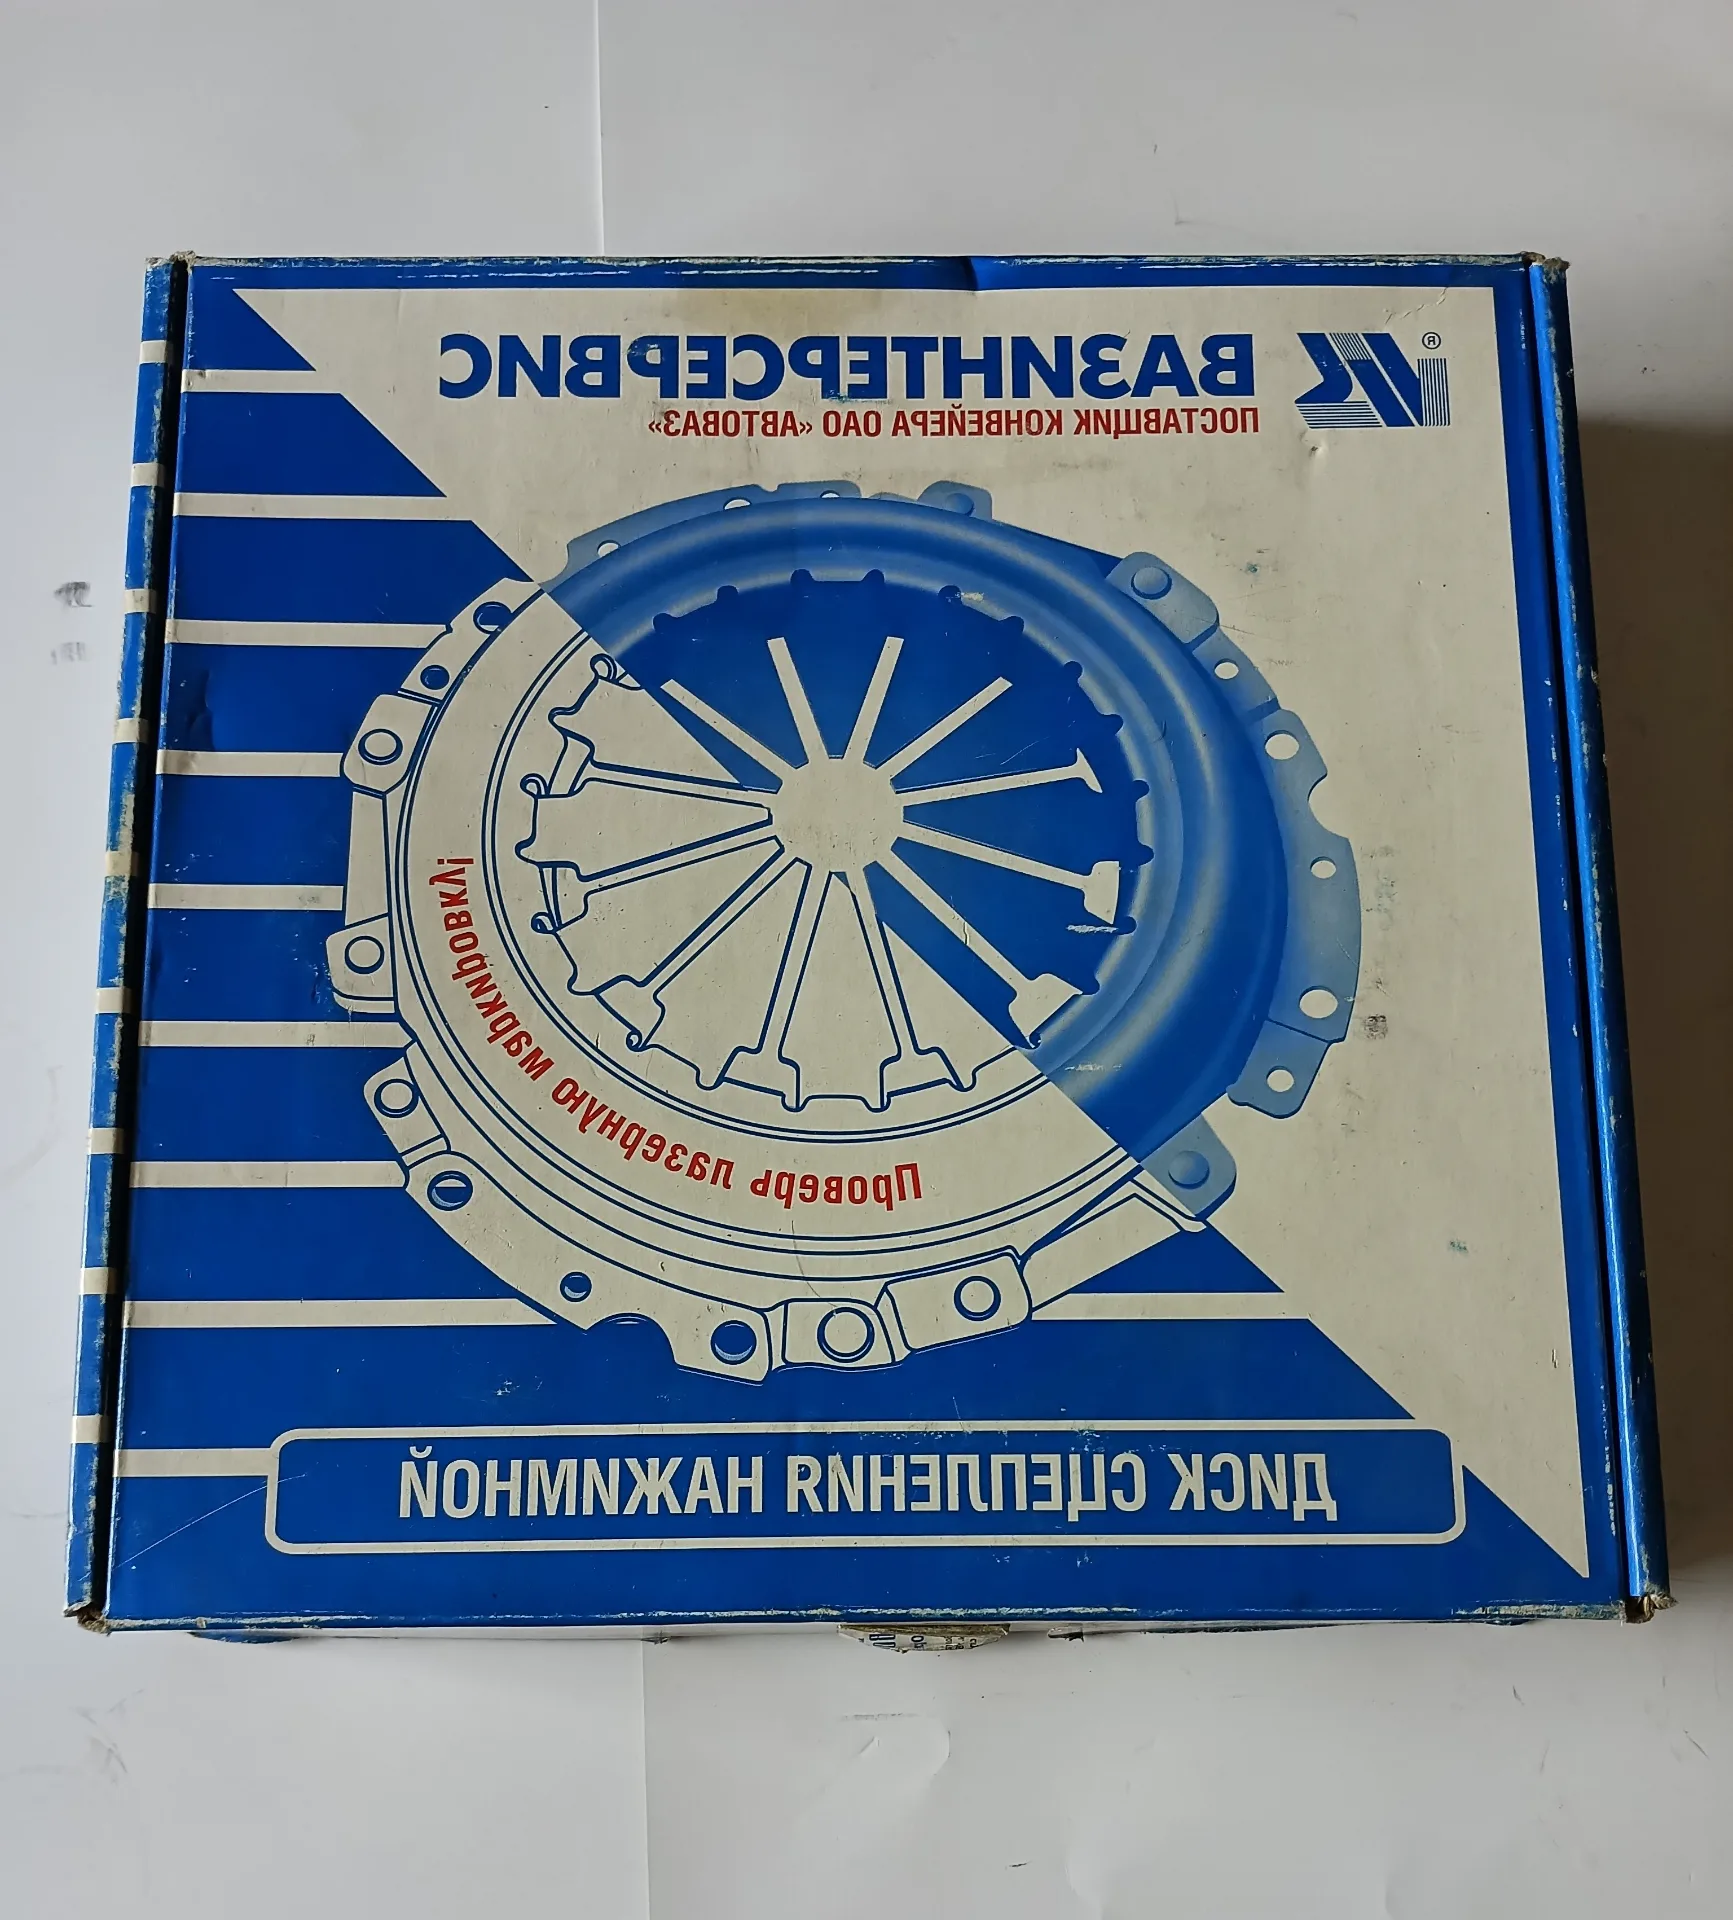 ВАЗИНТЕРСЕРВИС
®
ПОСТАВЩИК КОНВЕЙЕРА ОАО «АВТОВАЗ»
Проверь лазерную маркировку!
ДИСК СЦЕПЛЕНИЯ НАЖИМНОЙ